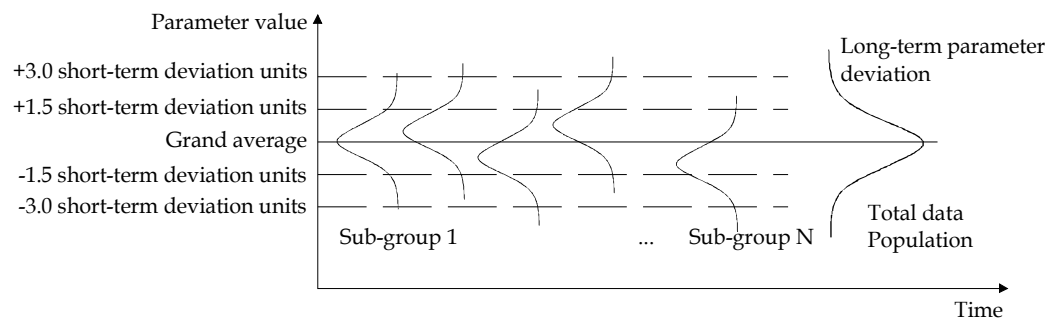 Parameter value
Long-term parameter
deviation
+3.0 short-term deviation units
+1.5 short-term deviation units
Grand average
-1.5 short-term deviation units
-3.0 short-term deviation units
Sub-group 1
...
Sub-group N
Total data
Population
Time